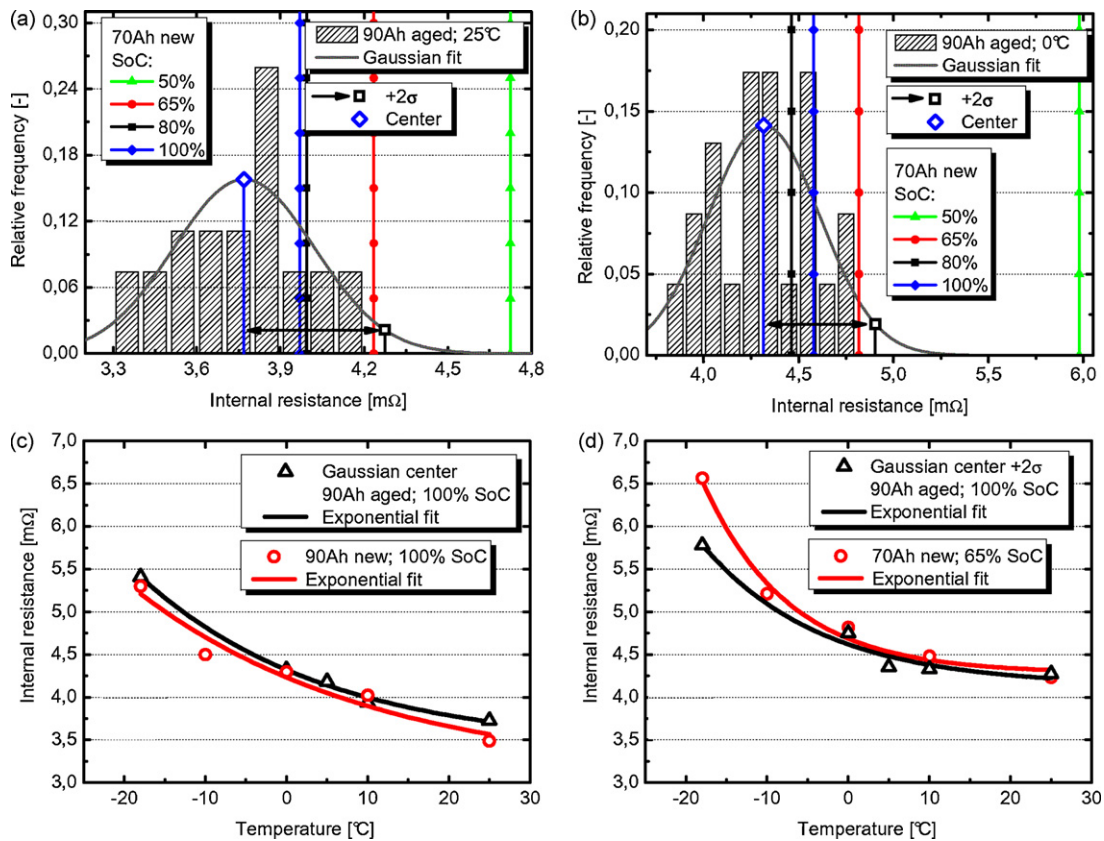 (a)
0,30
0,24
0,18
0,12
0,06
0,00
Relative frequency [-]
70Ah new
SoC:
50%
65%
80%
100%
90Ah aged; 25℃
Gaussian fit
+2σ
Center
3,3
3,6
3,9
4,2
4,5
4,8
Internal resistance [mΩ]
(b)
0,20
0,15
0,10
0,05
0,00
Relative frequency [-]
90Ah aged; 0℃
Gaussian fit
+2σ
Center
70Ah new
SoC:
50%
65%
80%
100%
4,0
4,5
5,0
5,5
6,0
Internal resistance [mΩ]
(c)
7,0
6,5
6,0
5,5
5,0
4,5
4,0
3,5
3,0
Internal resistance [mΩ]
Gaussian center
90Ah aged; 100% SoC
Exponential fit
90Ah new; 100% SoC
Exponential fit
-20
-10
0
10
20
30
Temperature [℃]
(d)
7,0
6,5
6,0
5,5
5,0
4,5
4,0
3,5
3,0
Internal resistance [mΩ]
Gaussian center +2σ
90Ah aged; 100% SoC
Exponential fit
70Ah new; 65% SoC
Exponential fit
-20
-10
0
10
20
30
Temperature [℃]